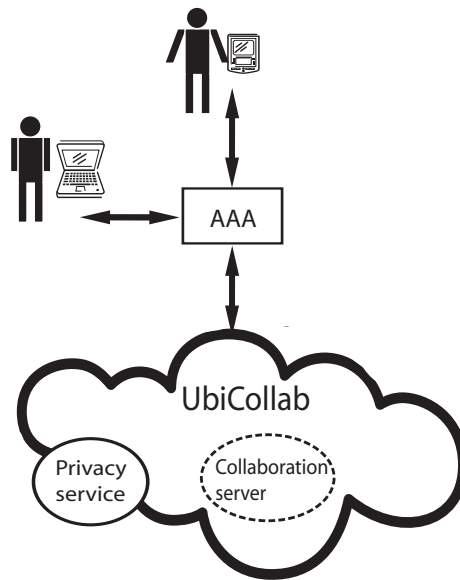 AAA
UbiCollab
Privacy
service
Collaboration
server